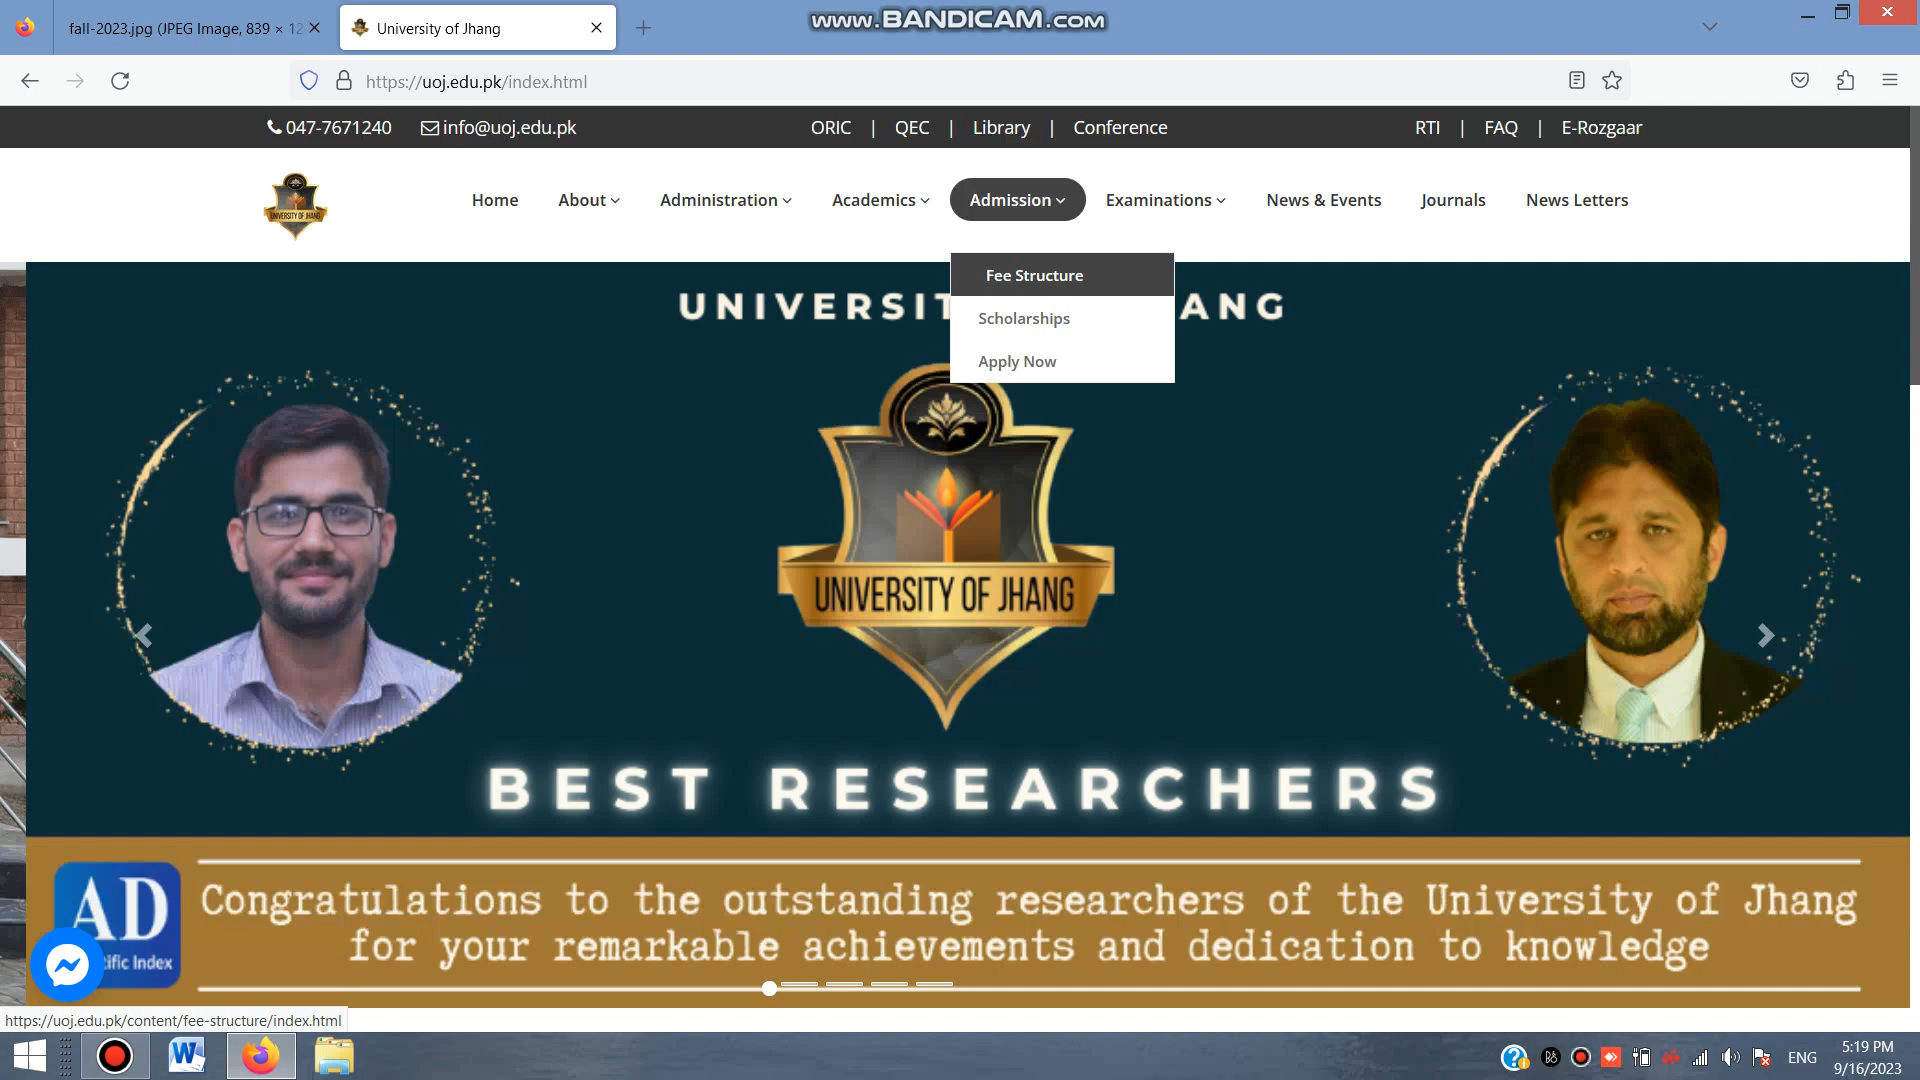 fall-2023.jpg (JPEG Image, 839 × 12
University of Jhang
www.BANDICAM.com
https://uoj.edu.pk/index.html
047-7671240 info@uoj.edu.pk ORIC | QEC | Library | Conference RTI | FAQ | E-Rozgaar
UNIVERSITY OF JHANG
Home About Administration Academics Admission Examinations News & Events Journals News Letters
Fee Structure
Scholarships
Apply Now
UNIVERSIT ANG
UNIVERSITY OF JHANG
BEST RESEARCHERS
AD
ific Index
Congratulations to the outstanding researchers of the University of Jhang
for your remarkable achievements and dedication to knowledge
https://uoj.edu.pk/content/fee-structure/index.html
ENG
5:19 PM
9/16/2023